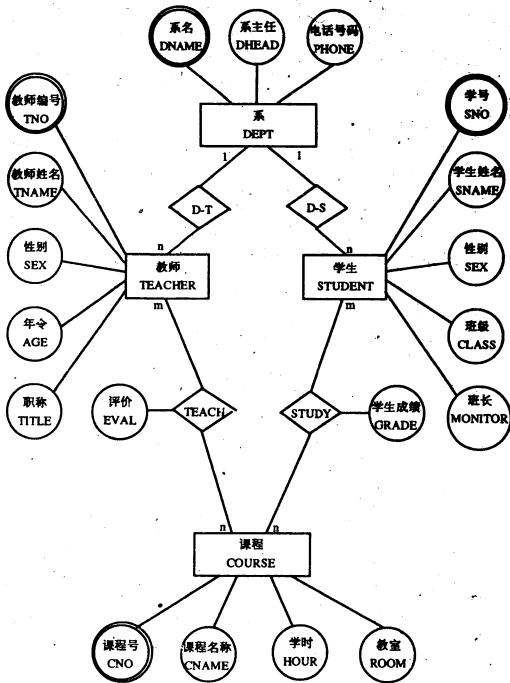 系名
DNAME
系主任
DHEAD
电话号码
PHONE
系
DEPT
教师编号
TNO
学号
SNO
1
1
教师姓名
TNAME
学生姓名
SNAME
D-T
D-S
n
n
性别
SEX
教师
TEACHER
学生
STUDENT
性别
SEX
m
m
年令
AGE
班级
CLASS
职称
TITLE
评价
EVAL
TEACH
STUDY
学生成绩
GRADE
班长
MONITOR
n
n
课程
COURSE
课程号
CNO
课程名称
CNAME
学时
HOUR
教室
ROOM